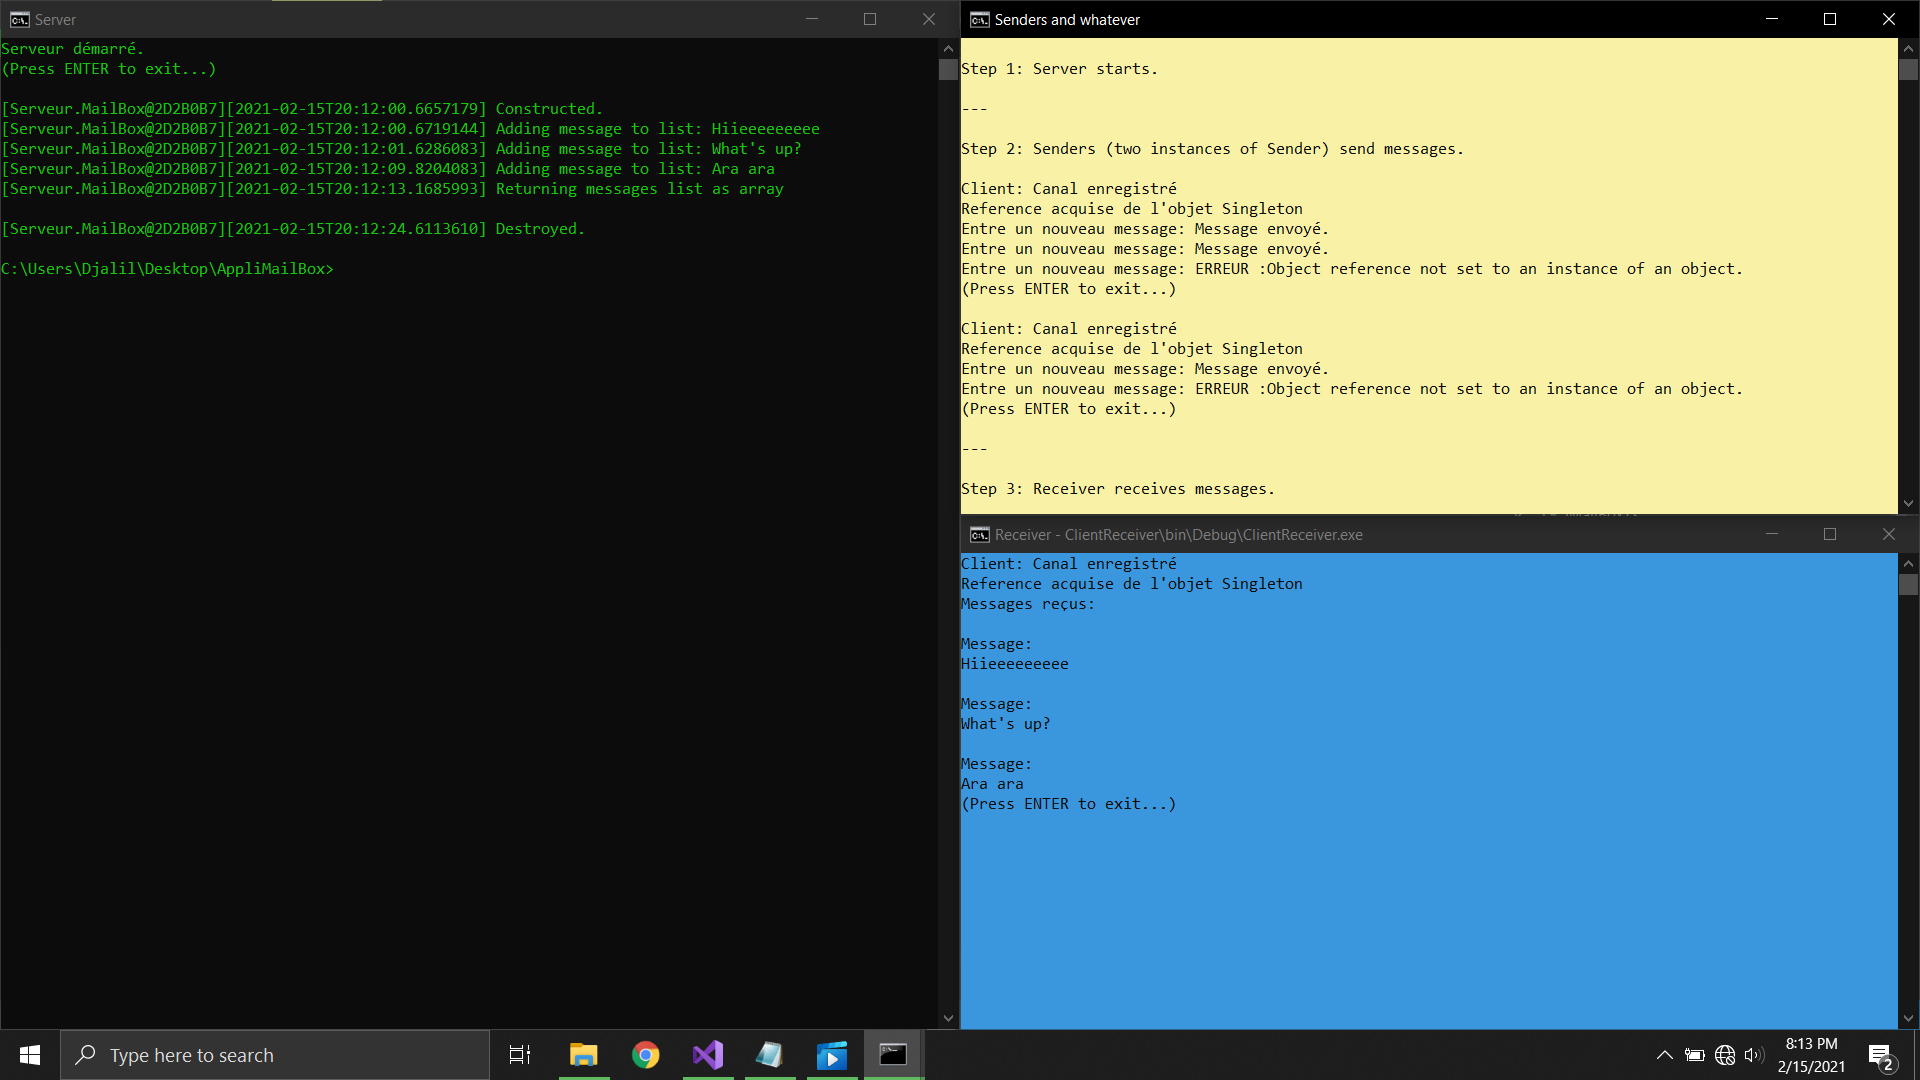 Server
Serveur démarré.
(Press ENTER to exit...)
[Serveur.MailBox@2D2B0B7][2021-02-15T20:12:00.6657179] Constructed.
[Serveur.MailBox@2D2B0B7][2021-02-15T20:12:00.6719144] Adding message to list: Hiieeeeeeeee
[Serveur.MailBox@2D2B0B7][2021-02-15T20:12:01.6286083] Adding message to list: What's up?
[Serveur.MailBox@2D2B0B7][2021-02-15T20:12:09.8204083] Adding message to list: Ara ara
[Serveur.MailBox@2D2B0B7][2021-02-15T20:12:13.1685993] Returning messages list as array
[Serveur.MailBox@2D2B0B7][2021-02-15T20:12:24.6113610] Destroyed.
C:\Users\Djalil\Desktop\AppliMailBox>
Senders and whatever
Step 1: Server starts.
---
Step 2: Senders (two instances of Sender) send messages.
Client: Canal enregistré
Reference acquise de l'objet Singleton
Entre un nouveau message: Message envoyé.
Entre un nouveau message: Message envoyé.
Entre un nouveau message: ERREUR :Object reference not set to an instance of an object.
(Press ENTER to exit...)
Client: Canal enregistré
Reference acquise de l'objet Singleton
Entre un nouveau message: Message envoyé.
Entre un nouveau message: ERREUR :Object reference not set to an instance of an object.
(Press ENTER to exit...)
---
Step 3: Receiver receives messages.
Receiver - ClientReceiver\bin\Debug\ClientReceiver.exe
Client: Canal enregistré
Reference acquise de l'objet Singleton
Messages reçus:
Message:
Hiieeeeeeeee
Message:
What's up?
Message:
Ara ara
(Press ENTER to exit...)
Type here to search
8:13 PM
2/15/2021
2